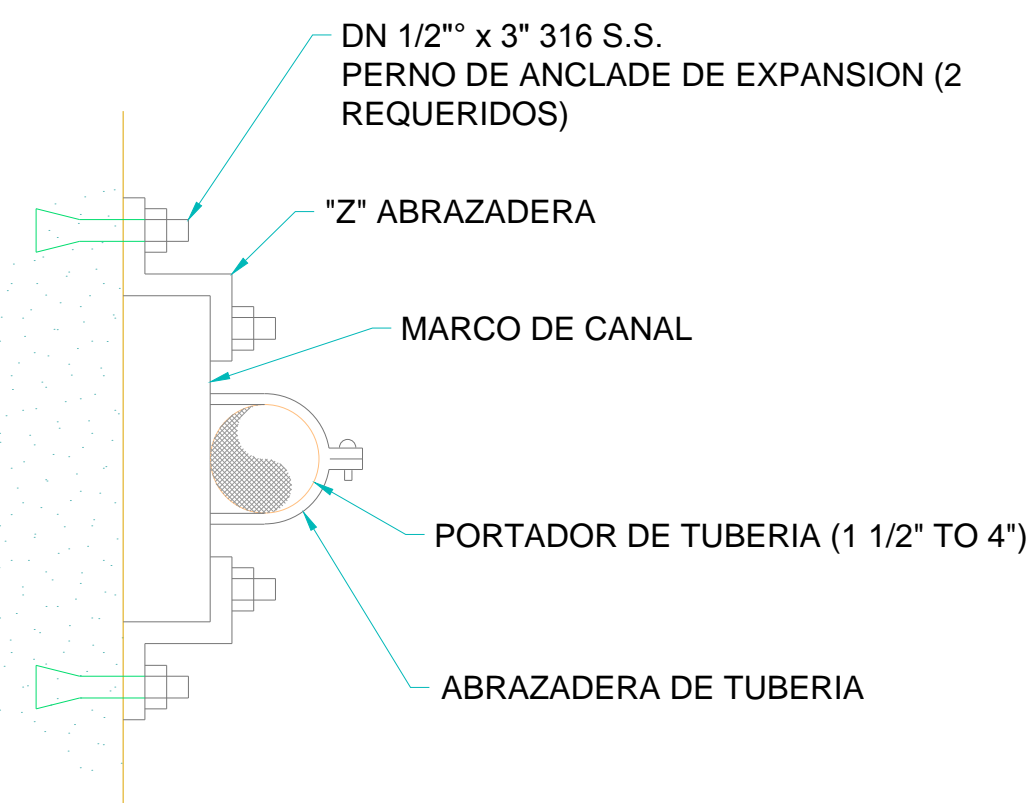 DN 1/2"° x 3" 316 S.S.
PERNO DE ANCLADE DE EXPANSION (2
REQUERIDOS)
"Z" ABRAZADERA
MARCO DE CANAL
PORTADOR DE TUBERIA (1 1/2" TO 4")
ABRAZADERA DE TUBERIA